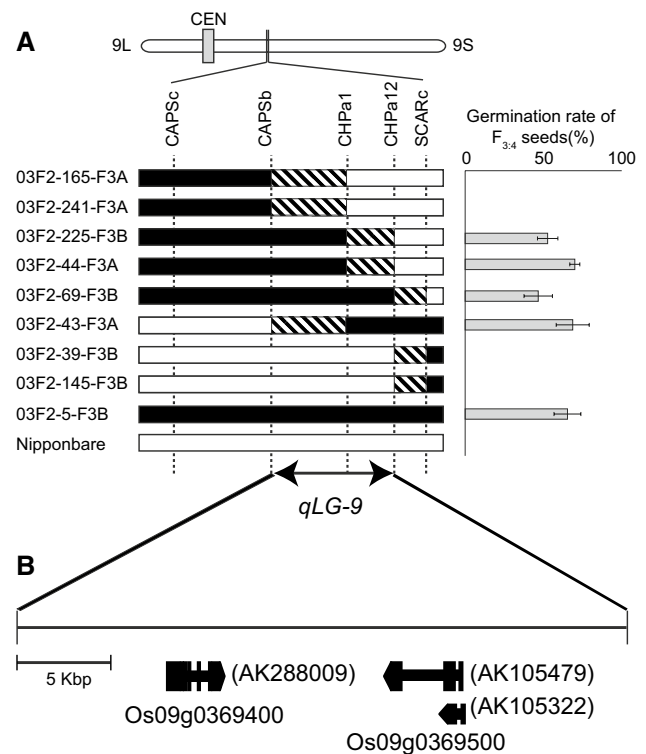 A
CEN
9L
9S
CAPSc
CAPSb
CHPa1
CHPa12
SCARc
Germination rate of
F3:4 seeds(%)
0 50 100
03F2-165-F3A
03F2-241-F3A
03F2-225-F3B
03F2-44-F3A
03F2-69-F3B
03F2-43-F3A
03F2-39-F3B
03F2-145-F3B
03F2-5-F3B
Nipponbare
qLG-9
B
5 Kbp
(AK288009)
Os09g0369400
(AK105479)
(AK105322)
Os09g0369500